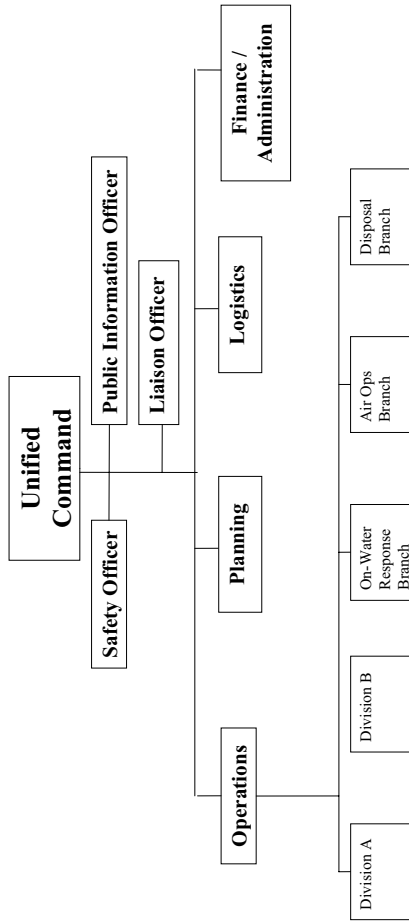 Unified
Command
Safety Officer
Public Information Officer
Liaison Officer
Operations
Planning
Logistics
Finance /
Administration
Division A
Division B
On-Water
Response
Branch
Air Ops
Branch
Disposal
Branch